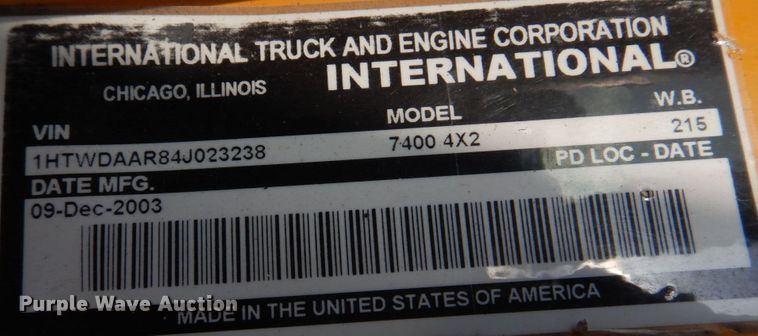 INTERNATIONAL TRUCK AND ENGINE CORPORATION
CHICAGO, ILLINOIS INTERNATIONAL®
VIN MODEL W.B.
1HTWDAAR84J023238 7400 4X2 215
DATE MFG. PD LOC - DATE
09-Dec-2003
Purple Wave Auction
MADE IN THE UNITED STATES OF AMERICA